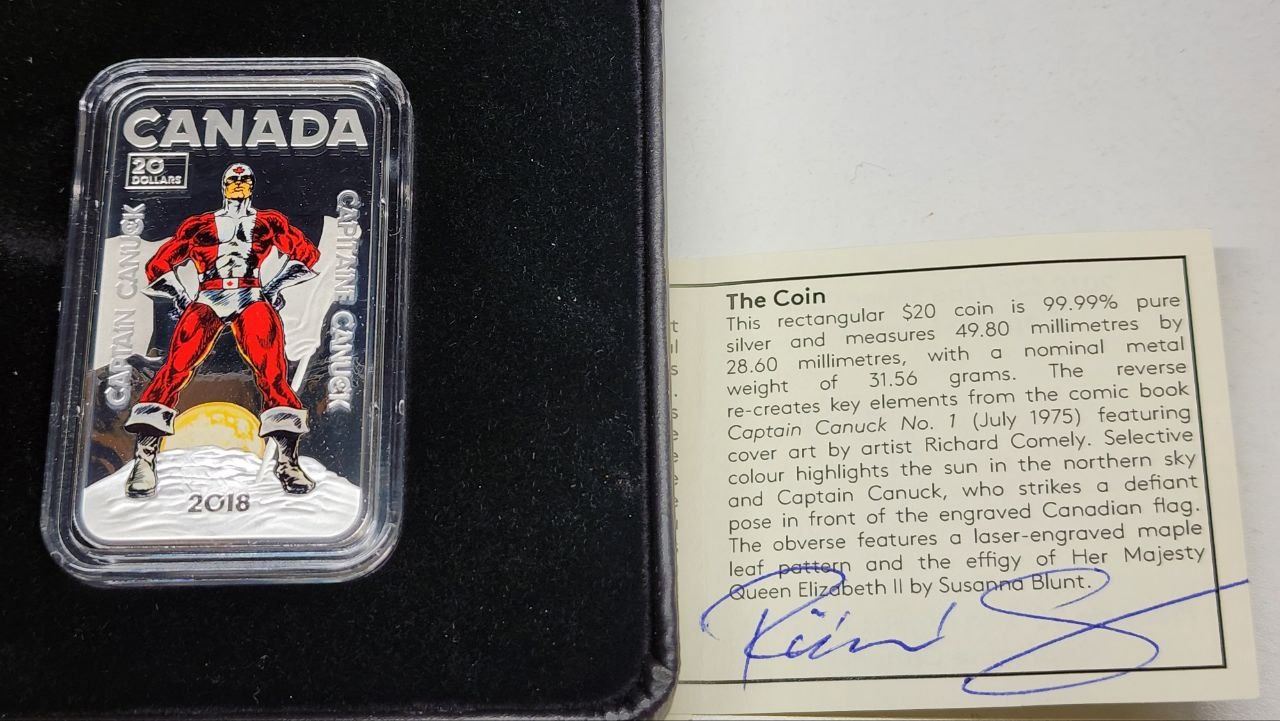 CANADA
20
DOLLARS
CAPTAIN CANUCK
CAPITAINE CANUCK
2018
The Coin
This rectangular $20 coin is 99.99% pure
silver and measures 49.80 millimetres by
28.60 millimetres, with a nominal metal
weight of 31.56 grams. The reverse
re-creates key elements from the comic book
Captain Canuck No. 1 (July 1975) featuring
cover art by artist Richard Comely. Selective
colour highlights the sun in the northern sky
and Captain Canuck, who strikes a defiant
pose in front of the engraved Canadian flag.
The obverse features a laser-engraved maple
leaf pattern and the effigy of Her Majesty
Queen Elizabeth II by Susanna Blunt.